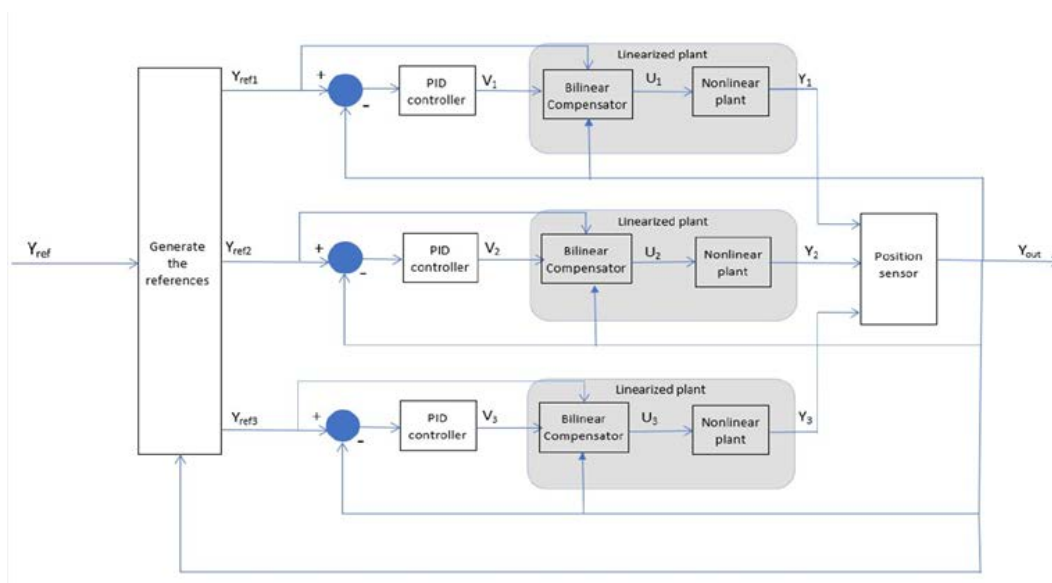 Linearized plant
Yref1
+
-
PID
controller
V1
Bilinear
Compensator
U1
Nonlinear
plant
Y1
Linearized plant
Yref
Generate
the
references
Yref2
+
-
PID
controller
V2
Bilinear
Compensator
U2
Nonlinear
plant
Y2
Position
sensor
Yout
Linearized plant
Yref3
+
-
PID
controller
V3
Bilinear
Compensator
U3
Nonlinear
plant
Y3